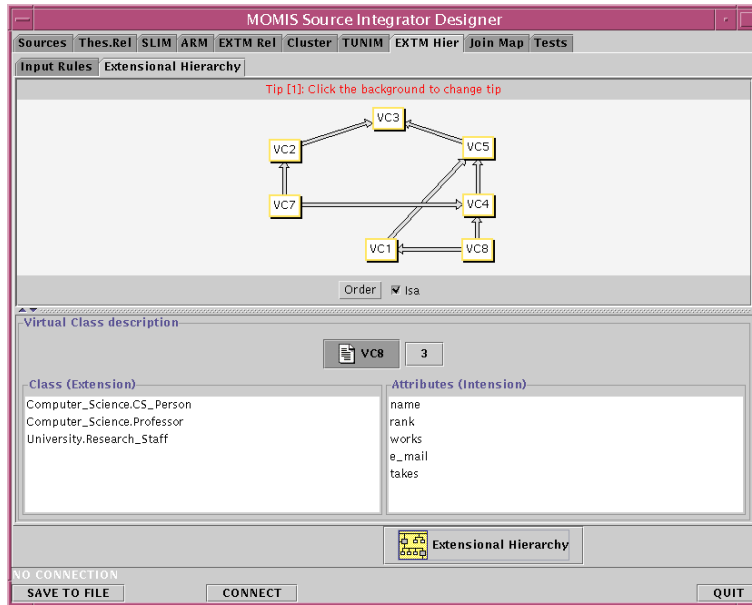 MOMIS Source Integrator Designer
Sources Thes.Rel SLIM ARM EXTM Rel Cluster TUNIM EXTM Hier Join Map Tests
Input Rules Extensional Hierarchy
Tip [1]: Click the background to change tip
VC3
VC2 VC5
VC7 VC4
VC1 VC8
Order Isa
Virtual Class description
VC8 3
Class (Extension) Attributes (Intension)
Computer_Science.CS_Person name
Computer_Science.Professor rank
University.Research_Staff works
e_mail
takes
Extensional Hierarchy
NO CONNECTION
SAVE TO FILE CONNECT QUIT